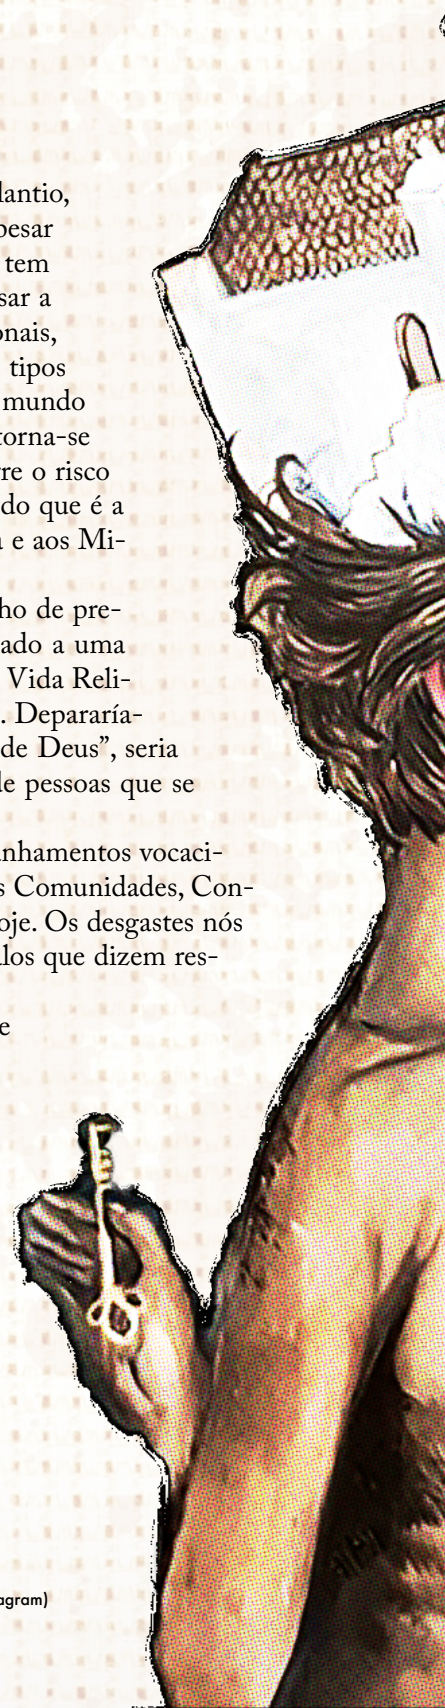 lantio,
pesar
tem
sar a
onais,
tipos
mundo
torna-se
rre o risco
do que é a
a e aos Mi-
ho de pre-
ado a uma
Vida Reli-
. Depararía-
de Deus”, seria
de pessoas que se
nhamentos vocaci-
s Comunidades, Con-
oje. Os desgastes nós
alos que dizem res-
e
agram)